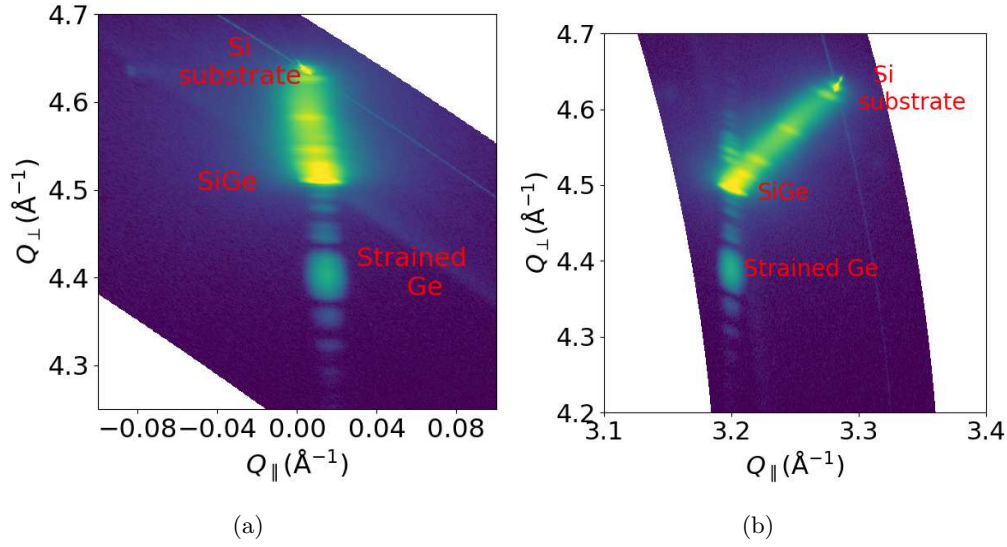 4.7
4.6
4.5
4.4
4.3
Q⊥(Å⁻¹)
Si
substrate
SiGe
Strained
Ge
−0.08
−0.04
0.00
0.04
0.08
Q∥(Å⁻¹)
(a)
4.7
4.6
4.5
4.4
4.3
4.2
Q⊥(Å⁻¹)
Si
substrate
SiGe
Strained Ge
3.1
3.2
3.3
3.4
Q∥(Å⁻¹)
(b)